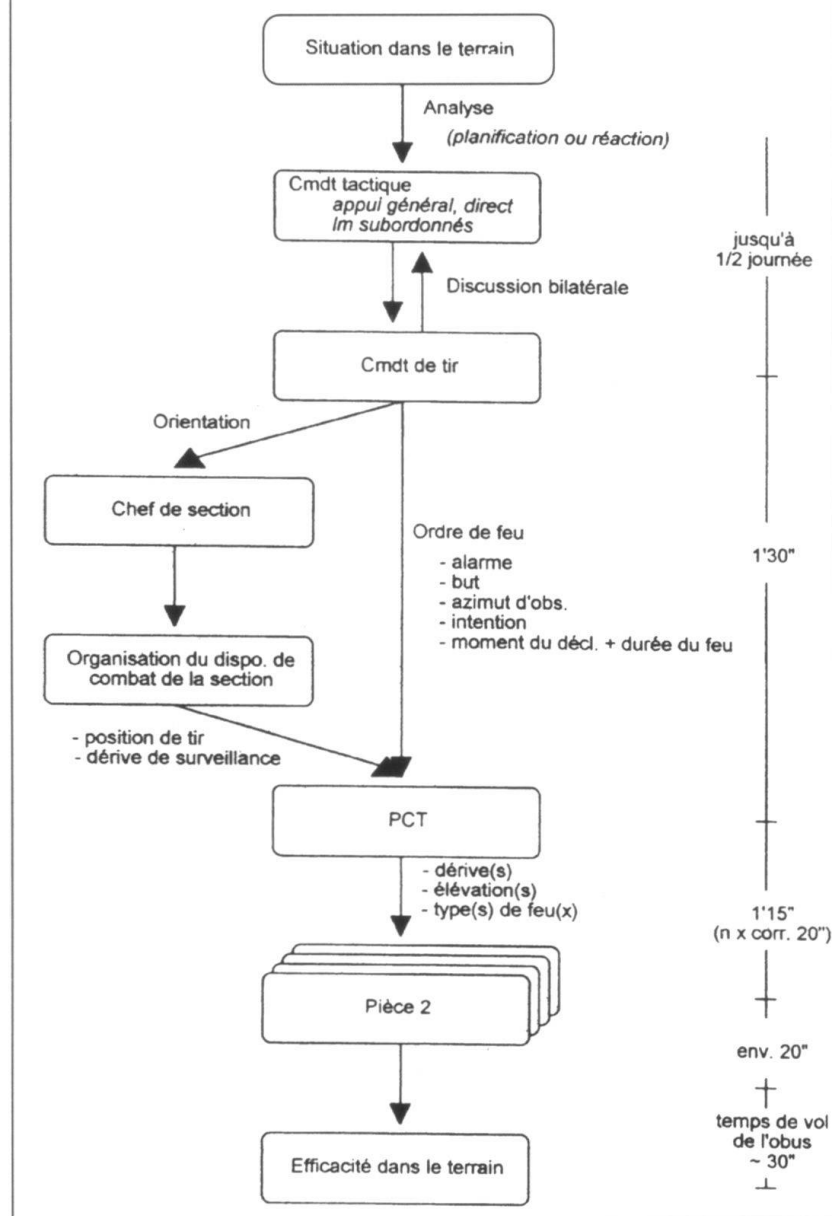 Situation dans le terrain
Analyse
(planification ou réaction)
Cmdt tactique
appui général, direct
lm subordonnés
jusqu'à
1/2 journée
Discussion bilatérale
Cmdt de tir
Orientation
Chef de section
Ordre de feu
- alarme
- but
- azimut d'obs.
- intention
- moment du décl. + durée du feu
1'30"
Organisation du dispo. de
combat de la section
- position de tir
- dérive de surveillance
PCT
- dérive(s)
- élévation(s)
- type(s) de feu(x)
1'15"
(n x corr. 20")
Pièce 2
env. 20"
temps de vol
de l'obus
~ 30"
Efficacité dans le terrain